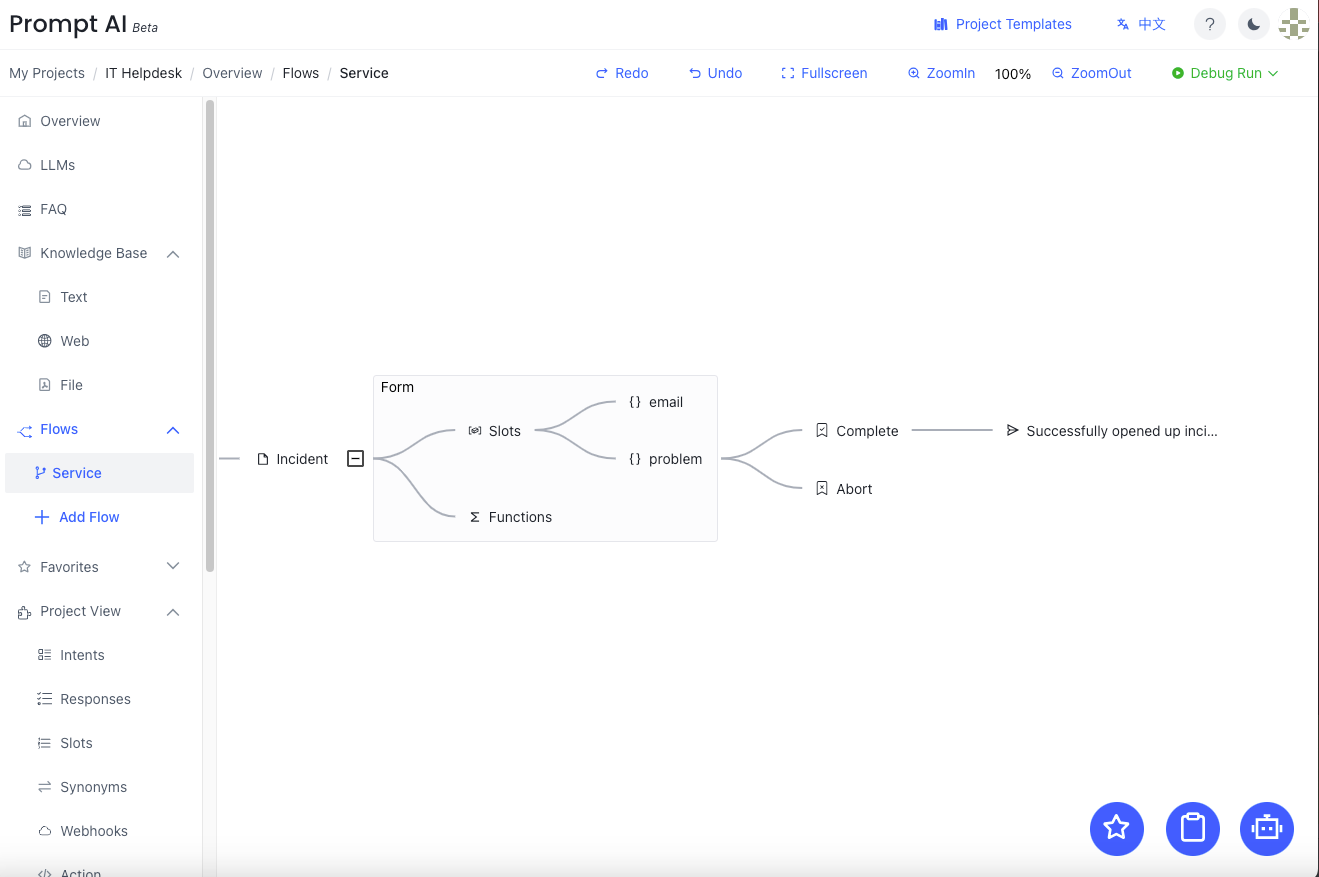 Prompt AI Beta
Project Templates
中文
?
My Projects / IT Helpdesk / Overview / Flows / Service
Redo
Undo
Fullscreen
ZoomIn
100%
ZoomOut
Debug Run
Overview
LLMs
FAQ
Knowledge Base
Text
Web
File
Flows
Service
Add Flow
Favorites
Project View
Intents
Responses
Slots
Synonyms
Webhooks
Action
Incident
Form
Slots
{} email
{} problem
Functions
Complete
Successfully opened up inci...
Abort